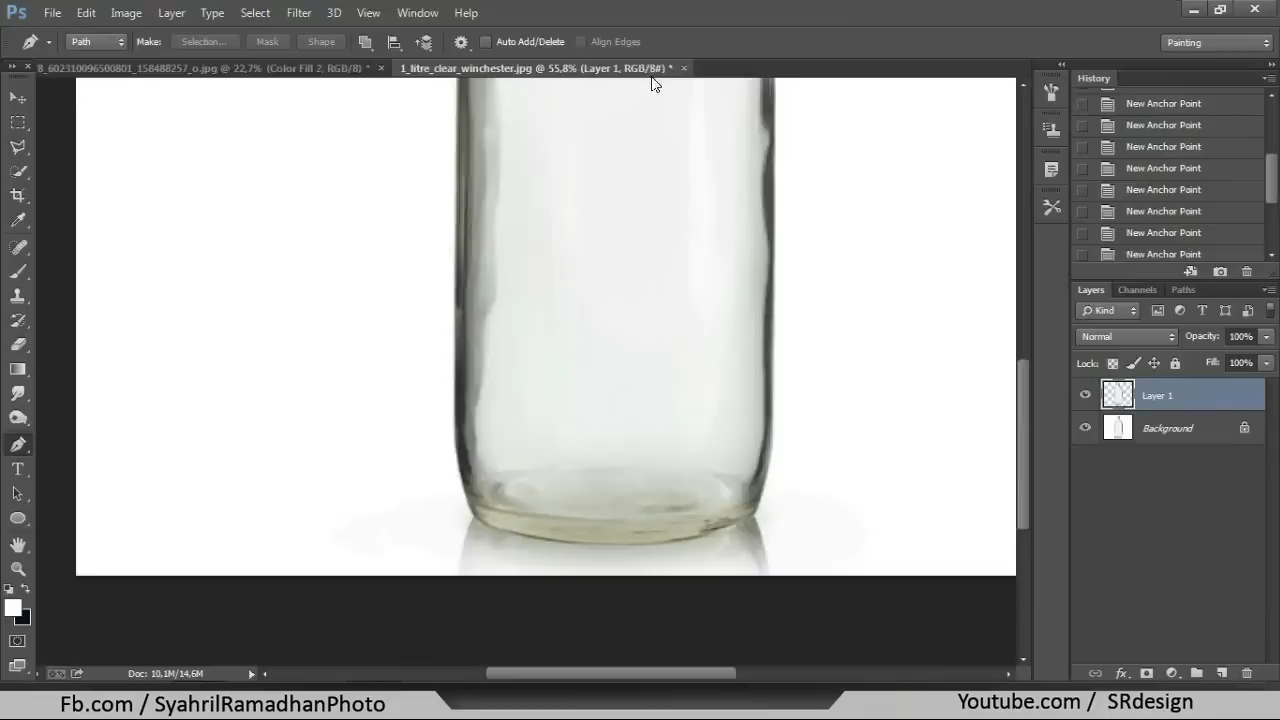 Ps File Edit Image Layer Type Select Filter 3D View Window Help
Path Make: Selection... Mask Shape Auto Add/Delete Align Edges Painting
8_602310096500801_158488257_o.jpg @ 22,7% (Color Fill 2, RGB/8) * × 1_litre_clear_winchester.jpg @ 55,8% (Layer 1, RGB/8#) * ×
History
New Anchor Point
New Anchor Point
New Anchor Point
New Anchor Point
New Anchor Point
New Anchor Point
New Anchor Point
New Anchor Point
Layers Channels Paths
Kind
Normal Opacity: 100%
Lock: Fill: 100%
Layer 1
Background
Doc: 10,1M/14,6M
Fb.com / SyahrilRamadhanPhoto
Youtube.com / SRdesign